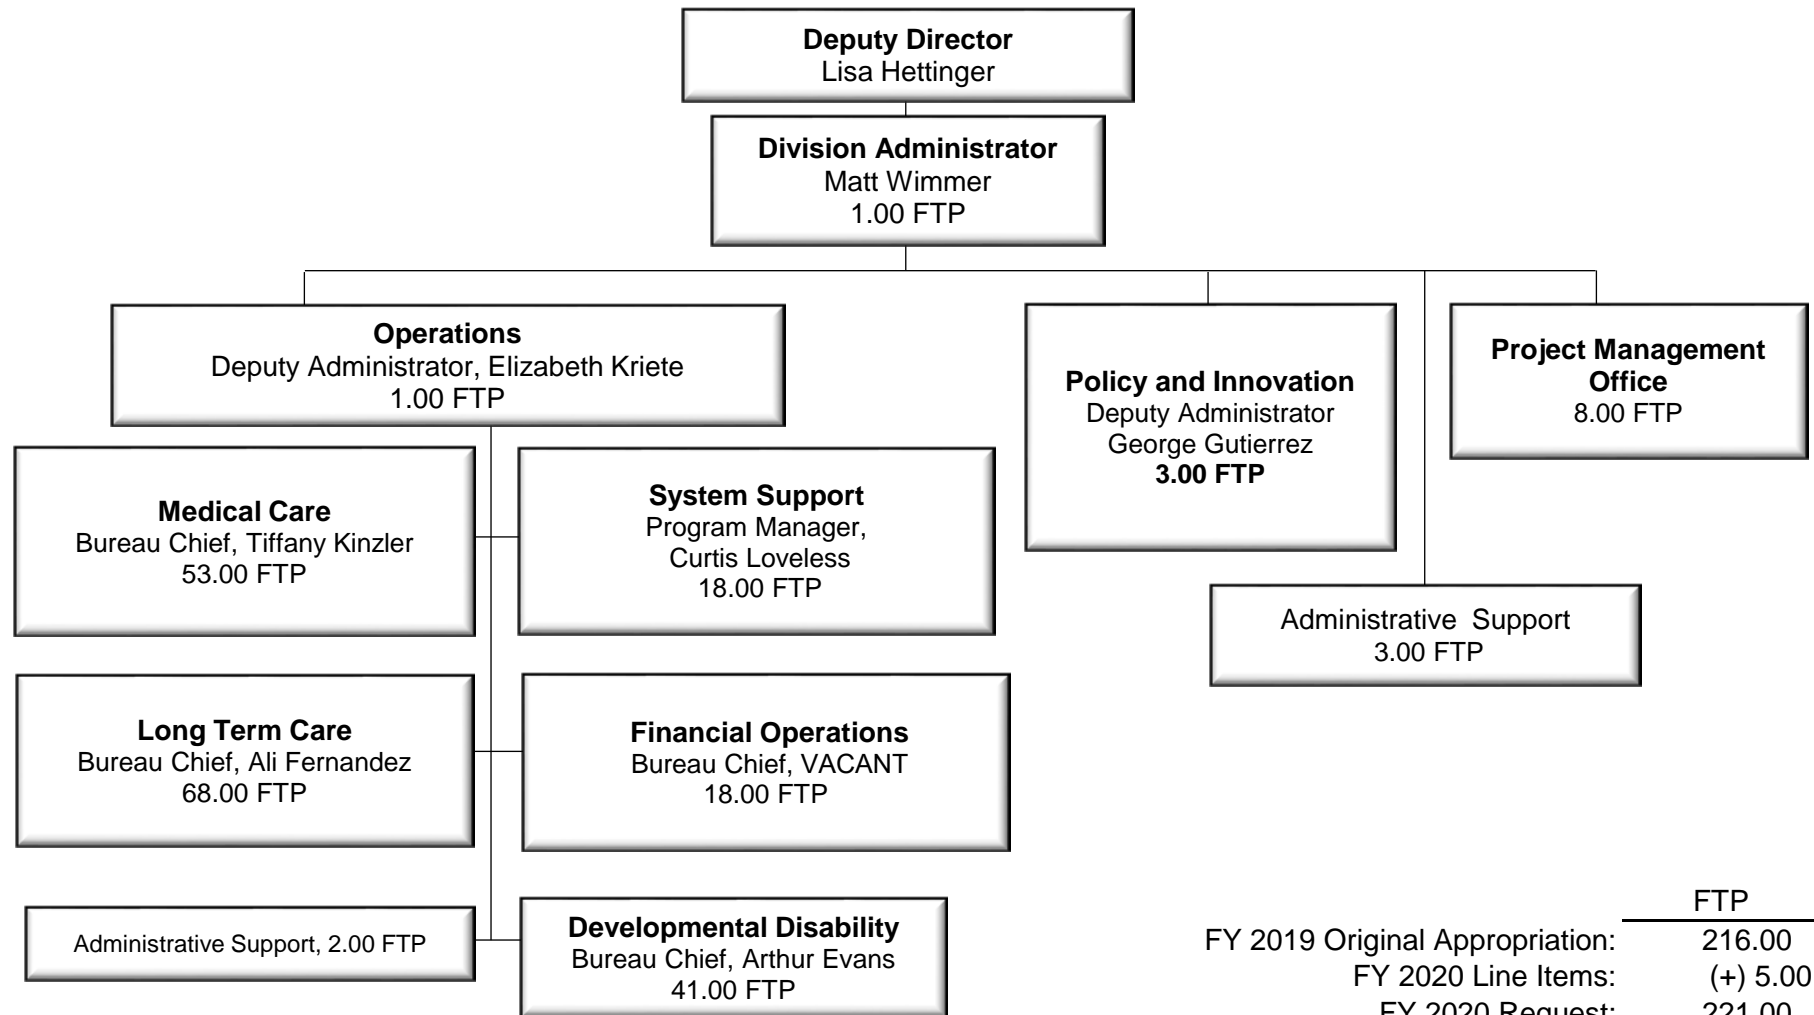 Deputy Director
Lisa Hettinger
Division Administrator
Matt Wimmer
1.00 FTP
Operations
Deputy Administrator, Elizabeth Kriete
1.00 FTP
Policy and Innovation
Deputy Administrator
George Gutierrez
3.00 FTP
Project Management
Office
8.00 FTP
Medical Care
Bureau Chief, Tiffany Kinzler
53.00 FTP
System Support
Program Manager,
Curtis Loveless
18.00 FTP
Administrative Support
3.00 FTP
Long Term Care
Bureau Chief, Ali Fernandez
68.00 FTP
Financial Operations
Bureau Chief, VACANT
18.00 FTP
Administrative Support, 2.00 FTP
Developmental Disability
Bureau Chief, Arthur Evans
41.00 FTP
FTP
FY 2019 Original Appropriation: 216.00
FY 2020 Line Items: (+) 5.00
FY 2020 Request: 221.00